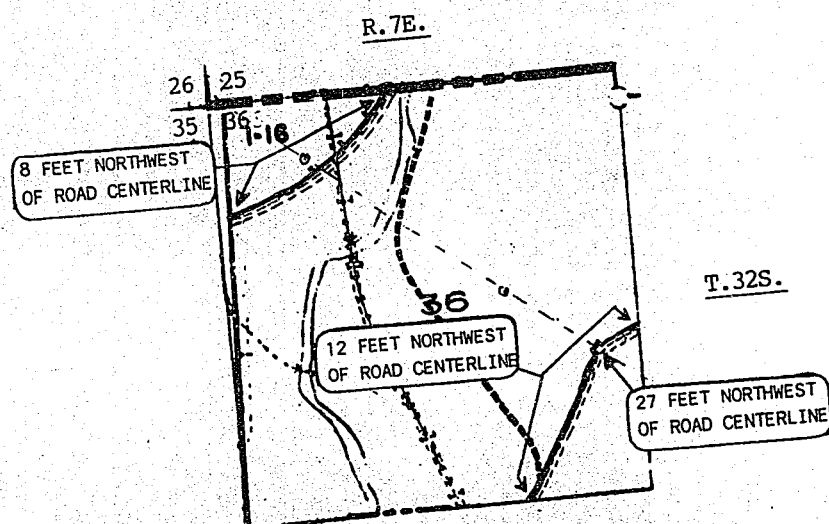 R.7E.
26 25
35 36
1-16
8 FEET NORTHWEST
OF ROAD CENTERLINE
T.32S.
36
12 FEET NORTHWEST
OF ROAD CENTERLINE
27 FEET NORTHWEST
OF ROAD CENTERLINE